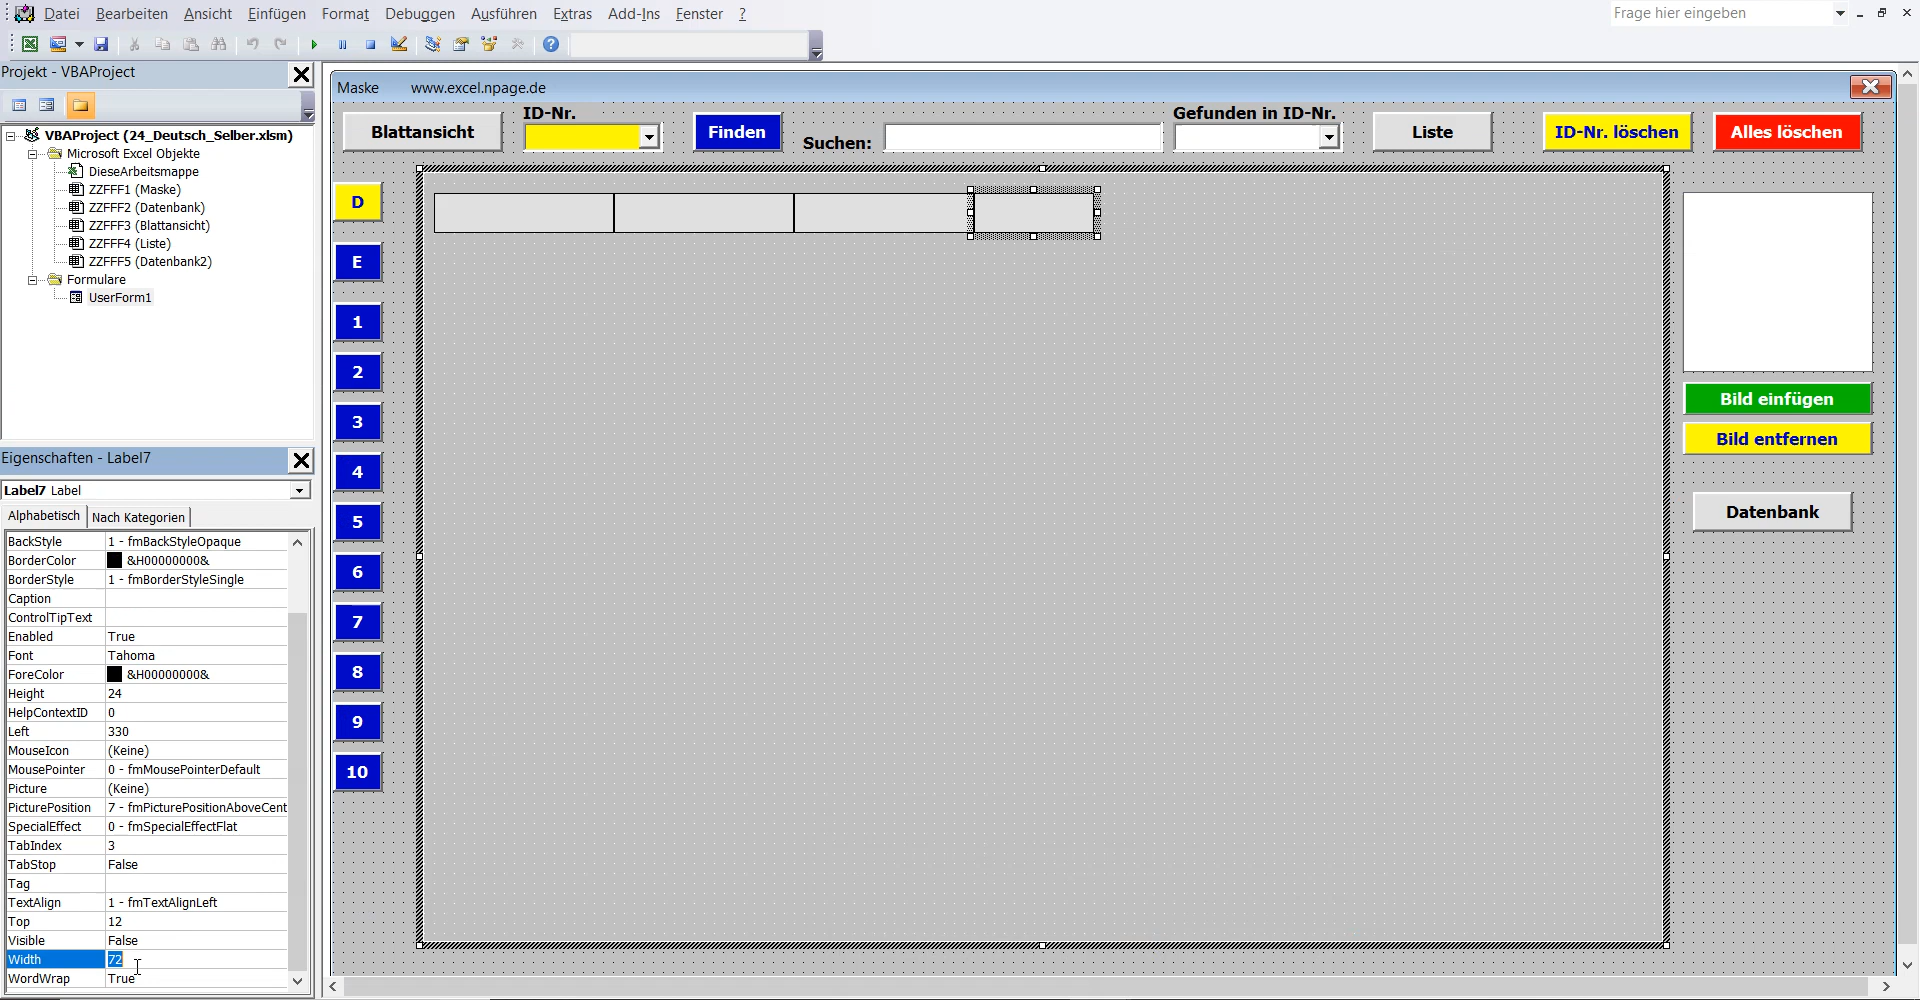 Datei Bearbeiten Ansicht Einfügen Format Debuggen Ausführen Extras Add-Ins Fenster ?
Frage hier eingeben
Projekt - VBAProject
VBAProject (24_Deutsch_Selber.xlsm)
Microsoft Excel Objekte
DieseArbeitsmappe
ZZFFF1 (Maske)
ZZFFF2 (Datenbank)
ZZFFF3 (Blattansicht)
ZZFFF4 (Liste)
ZZFFF5 (Datenbank2)
Formulare
UserForm1
Eigenschaften - Label7
Label7 Label
Alphabetisch Nach Kategorien
BackStyle 1 - fmBackStyleOpaque
BorderColor &H00000000&
BorderStyle 1 - fmBorderStyleSingle
Caption
ControlTipText
Enabled True
Font Tahoma
ForeColor &H00000000&
Height 24
HelpContextID 0
Left 330
MouseIcon (Keine)
MousePointer 0 - fmMousePointerDefault
Picture (Keine)
PicturePosition 7 - fmPicturePositionAboveCent
SpecialEffect 0 - fmSpecialEffectFlat
TabIndex 3
TabStop False
Tag
TextAlign 1 - fmTextAlignLeft
Top 12
Visible False
Width 72
WordWrap True
Maske www.excel.npage.de
Blattansicht
ID-Nr.
Finden
Suchen:
Gefunden in ID-Nr.
Liste
ID-Nr. löschen
Alles löschen
D
E
1
2
3
4
5
6
7
8
9
10
Bild einfügen
Bild entfernen
Datenbank